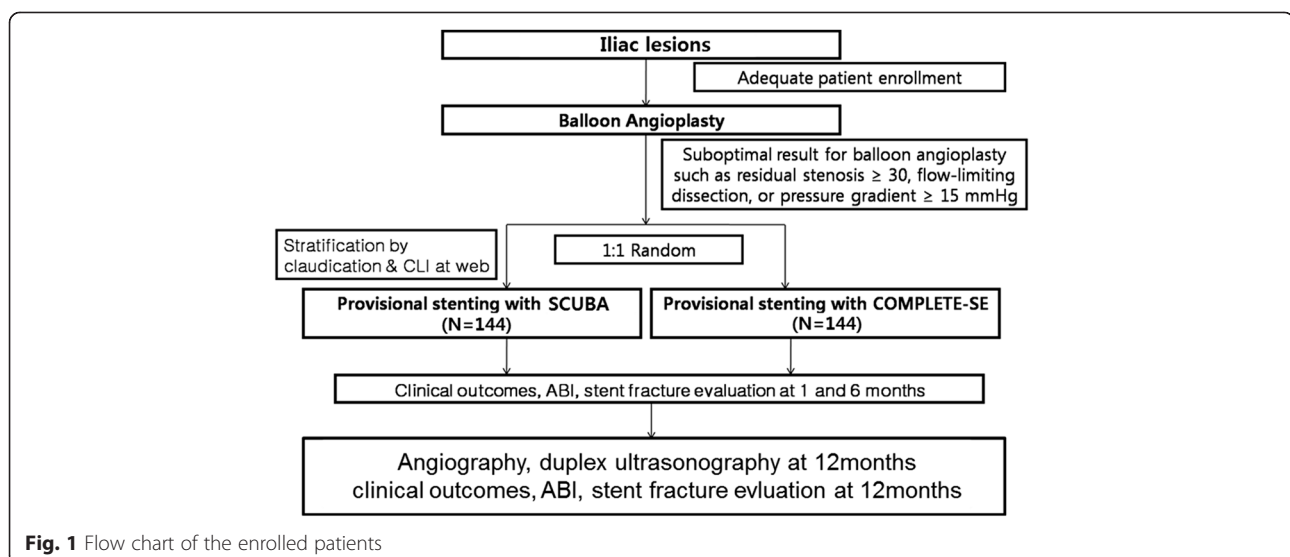 Iliac lesions
Adequate patient enrollment
Balloon Angioplasty
Suboptimal result for balloon angioplasty
such as residual stenosis ≥ 30, flow-limiting
dissection, or pressure gradient ≥ 15 mmHg
Stratification by
claudication & CLI at web
1:1 Random
Provisional stenting with SCUBA
(N=144)
Provisional stenting with COMPLETE-SE
(N=144)
Clinical outcomes, ABI, stent fracture evaluation at 1 and 6 months
Angiography, duplex ultrasonography at 12months
clinical outcomes, ABI, stent fracture evluation at 12months
Fig. 1 Flow chart of the enrolled patients